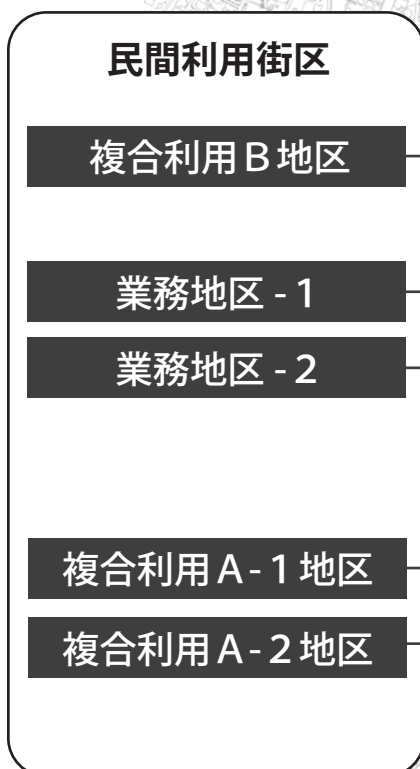 民間利用街区
複合利用B地区
業務地区 - 1
業務地区 - 2
複合利用A - 1 地区
複合利用A - 2 地区